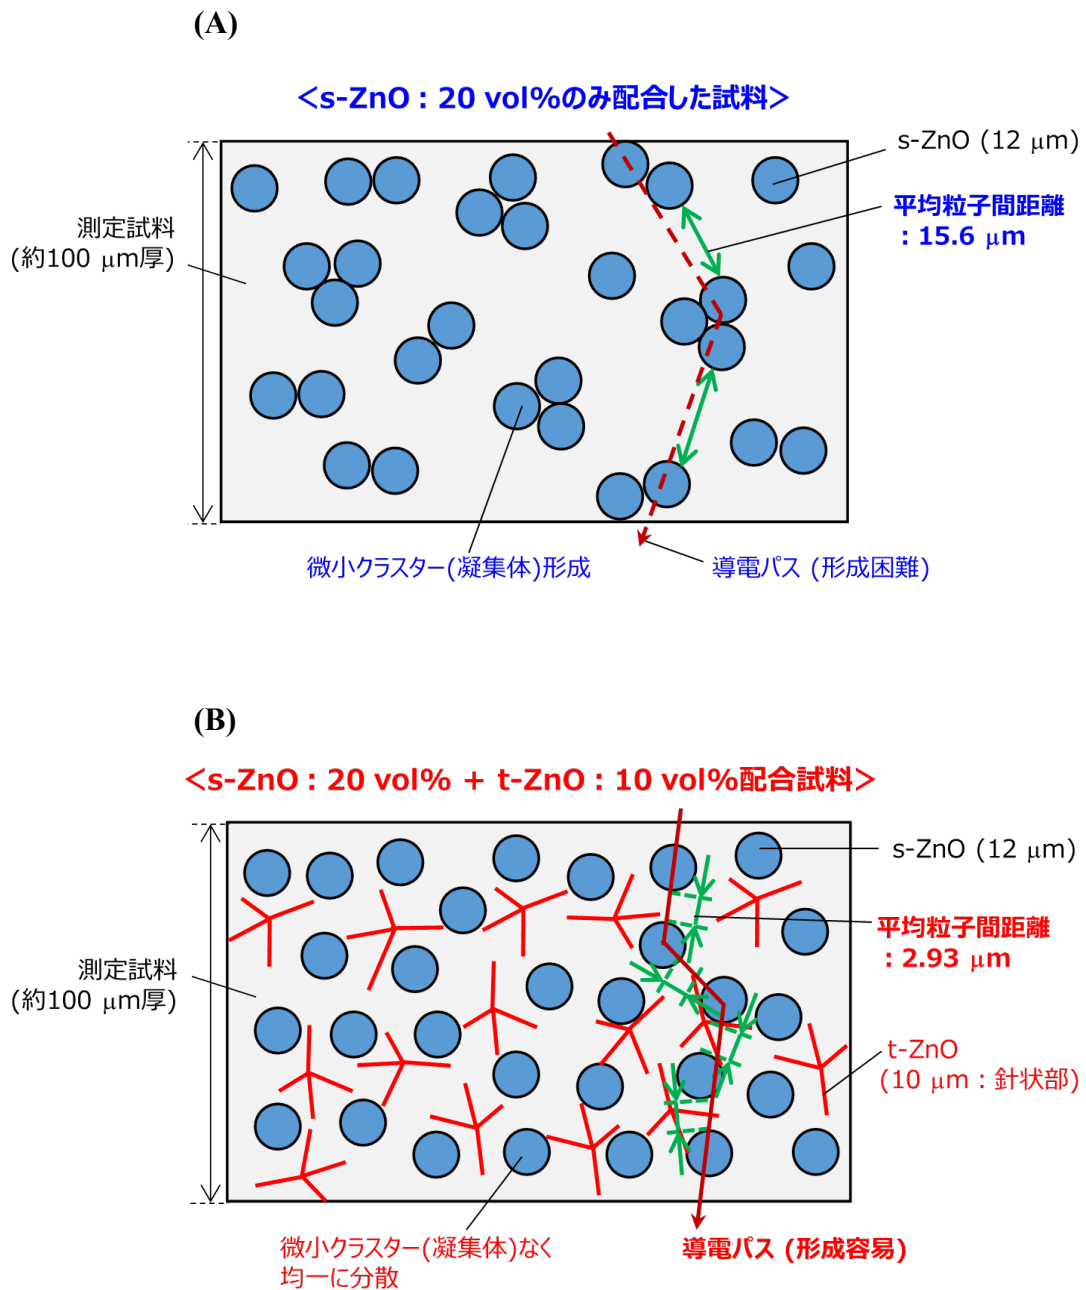 (A)
<s-ZnO : 20 vol%のみ配合した試料>
s-ZnO (12 μm)
平均粒子間距離
: 15.6 μm
測定試料
(約100 μm厚)
微小クラスター(凝集体)形成
導電パス (形成困難)
(B)
<s-ZnO : 20 vol% + t-ZnO : 10 vol%配合試料>
s-ZnO (12 μm)
平均粒子間距離
: 2.93 μm
測定試料
(約100 μm厚)
t-ZnO
(10 μm : 針状部)
微小クラスター(凝集体)なく
均一に分散
導電パス (形成容易)